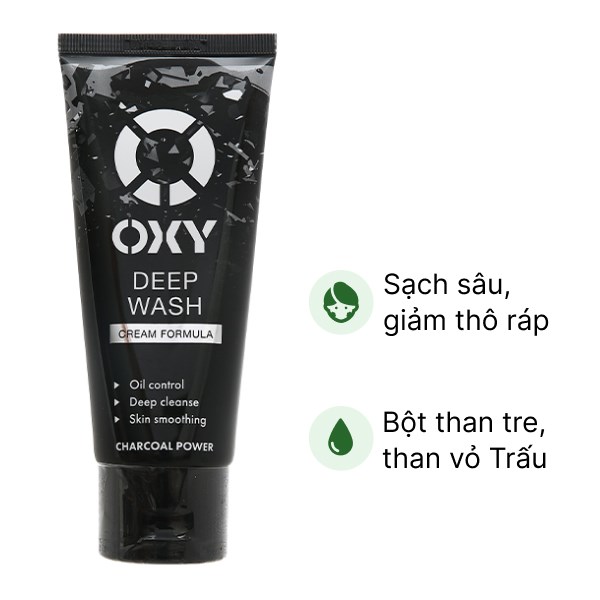 OXY
DEEP
WASH
CREAM FORMULA
Oil control
Deep cleanse
Skin smoothing
CHARCOAL POWER
Sạch sâu,
giảm thô ráp
Bột than tre,
than vỏ Trấu